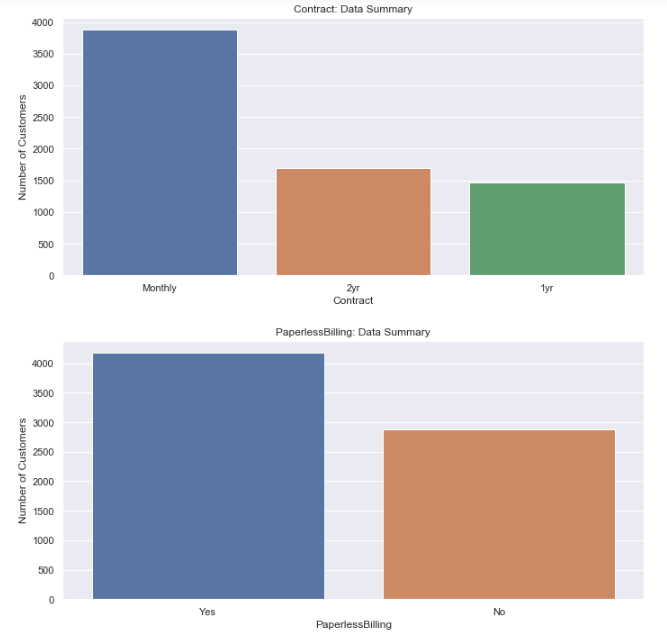 Contract: Data Summary
4000
3500
3000
2500
2000
1500
1000
500
0
Number of Customers
Monthly 2yr 1yr
Contract
PaperlessBilling: Data Summary
4000
3500
3000
2500
2000
1500
1000
500
0
Number of Customers
Yes No
PaperlessBilling